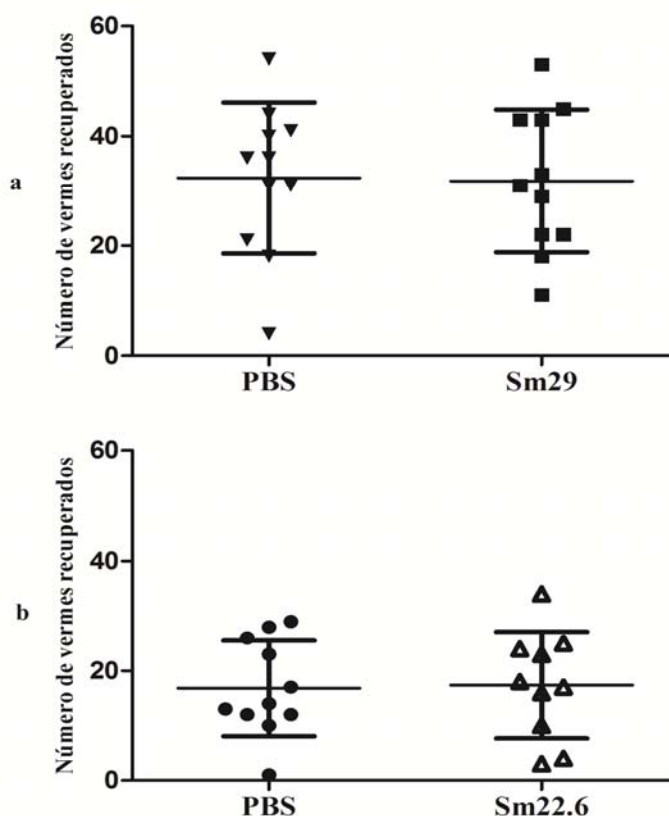 a
Número de vermes recuperados
60
40
20
0
PBS
Sm29
b
Número de vermes recuperados
60
40
20
0
PBS
Sm22.6